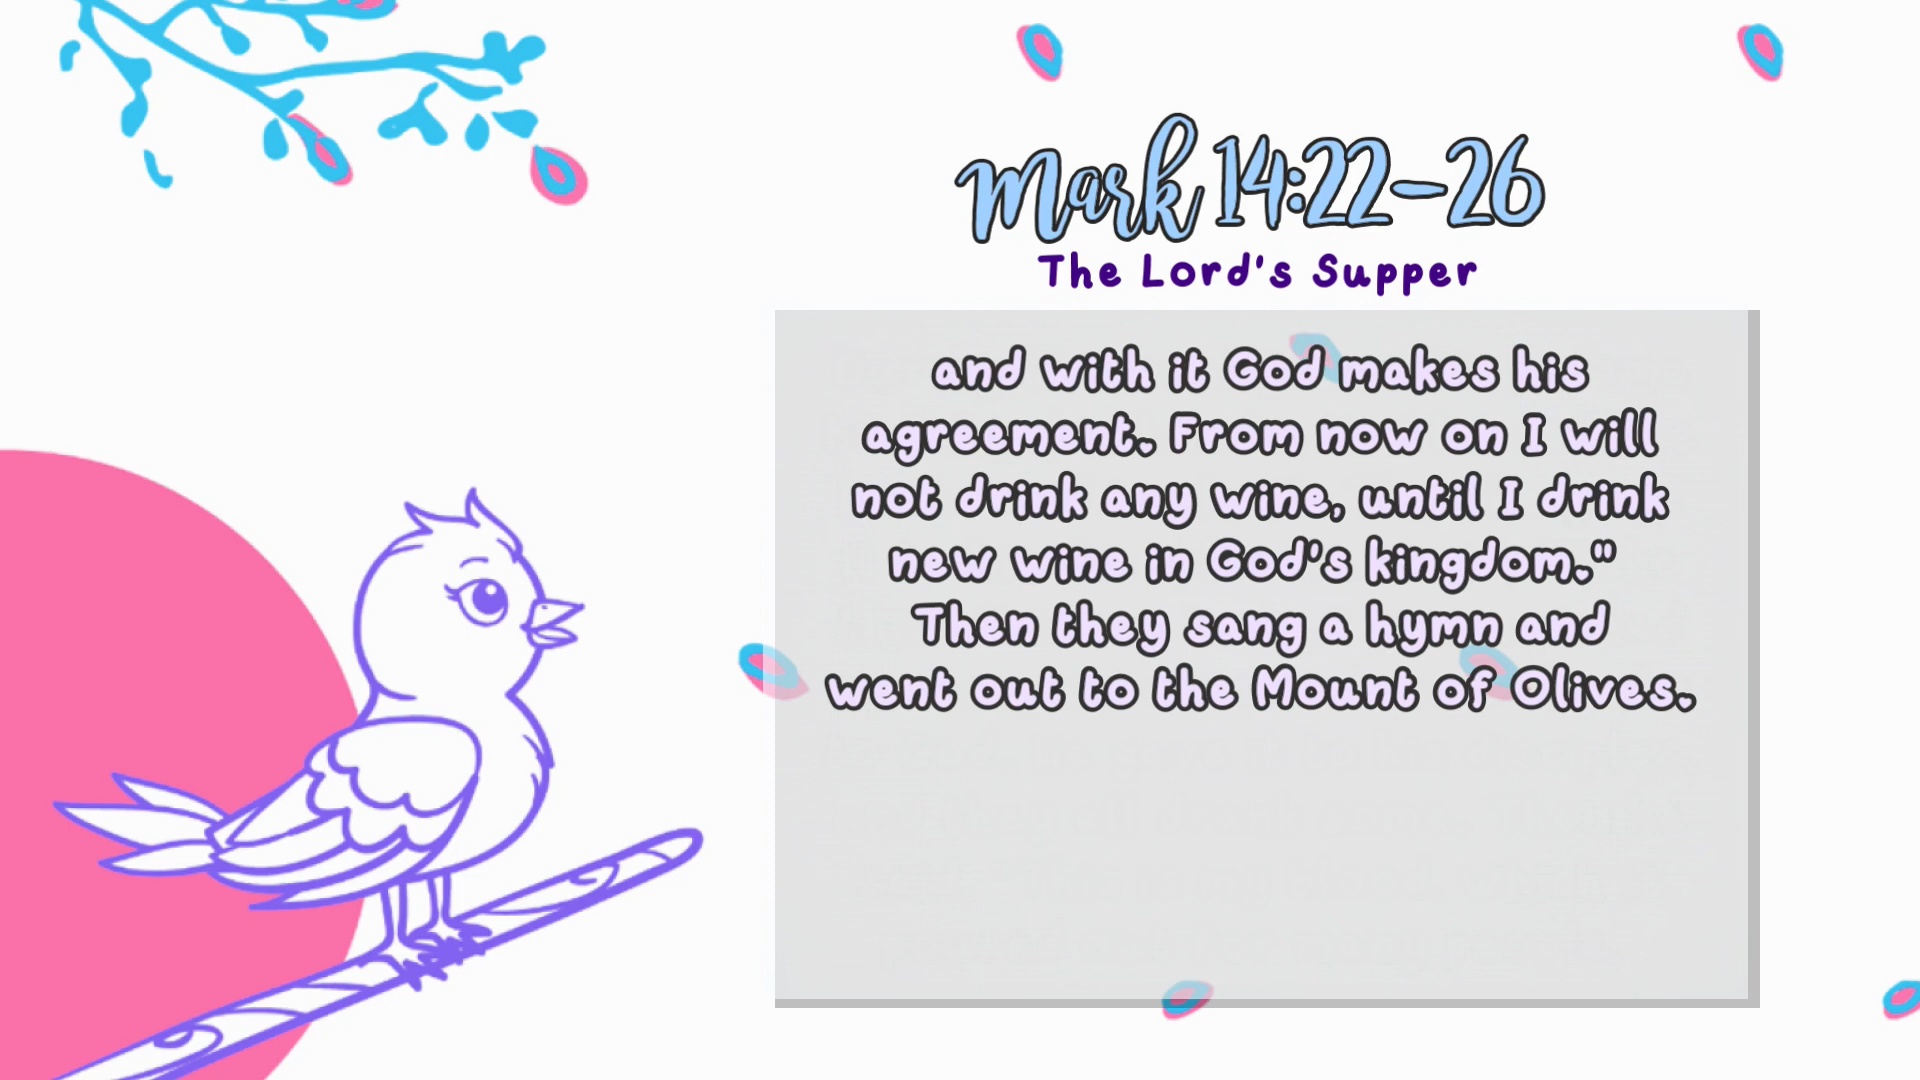 Mark 14:22-26
The Lord's Supper
and with it God makes his
agreement. From now on I will
not drink any wine, until I drink
new wine in God's kingdom."
Then they sang a hymn and
went out to the Mount of Olives.